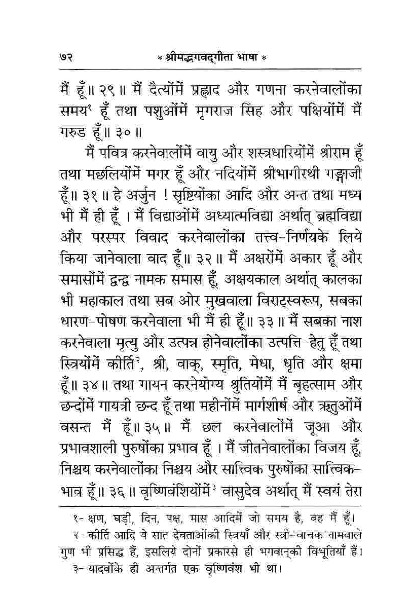 ७२ * श्रीमद्भगवद्‌गीता भाषा *
मैं हूँ॥ २९॥ मैं दैत्योंमें प्रह्लाद और गणना करनेवालोंका
समय¹ हूँ तथा पशुओंमें मृगराज सिंह और पक्षियोंमें मैं
गरुड हूँ॥ ३०॥
मैं पवित्र करनेवालोंमें वायु और शस्त्रधारियोंमें श्रीराम हूँ
तथा मछलियोंमें मगर हूँ और नदियोंमें श्रीभागीरथी गङ्गाजी
हूँ॥ ३१॥ हे अर्जुन ! सृष्टियोंका आदि और अन्त तथा मध्य
भी मैं ही हूँ । मैं विद्याओंमें अध्यात्मविद्या अर्थात् ब्रह्मविद्या
और परस्पर विवाद करनेवालोंका तत्त्व-निर्णयके लिये
किया जानेवाला वाद हूँ॥ ३२॥ मैं अक्षरोंमें अकार हूँ और
समासोंमें द्वन्द्व नामक समास हूँ, अक्षयकाल अर्थात् कालका
भी महाकाल तथा सब ओर मुखवाला विराट्स्वरूप, सबका
धारण-पोषण करनेवाला भी मैं ही हूँ॥ ३३॥ मैं सबका नाश
करनेवाला मृत्यु और उत्पन्न होनेवालोंका उत्पत्ति हेतु हूँ तथा
स्त्रियोंमें कीर्ति², श्री, वाक्, स्मृति, मेधा, धृति और क्षमा
हूँ॥ ३४॥ तथा गायन करनेयोग्य श्रुतियोंमें मैं बृहत्साम और
छन्दोंमें गायत्री छन्द हूँ तथा महीनोंमें मार्गशीर्ष और ऋतुओंमें
वसन्त मैं हूँ॥ ३५॥ मैं छल करनेवालोंमें जूआ और
प्रभावशाली पुरुषोंका प्रभाव हूँ । मैं जीतनेवालोंका विजय हूँ,
निश्चय करनेवालोंका निश्चय और सात्त्विक पुरुषोंका सात्त्विक-
भाव हूँ॥ ३६॥ वृष्णिवंशियोंमें³ वासुदेव अर्थात् मैं स्वयं तेरा
१- क्षण, घड़ी, दिन, पक्ष, मास आदिमें जो समय है, वह मैं हूँ।
२- कीर्ति आदि ये सात देवताओंकी स्त्रियाँ और स्त्री-वाचक नामवाले
गुण भी प्रसिद्ध हैं, इसलिये दोनों प्रकारसे ही भगवान्‌की विभूतियाँ हैं।
३- यादवोंके ही अन्तर्गत एक वृष्णिवंश भी था।